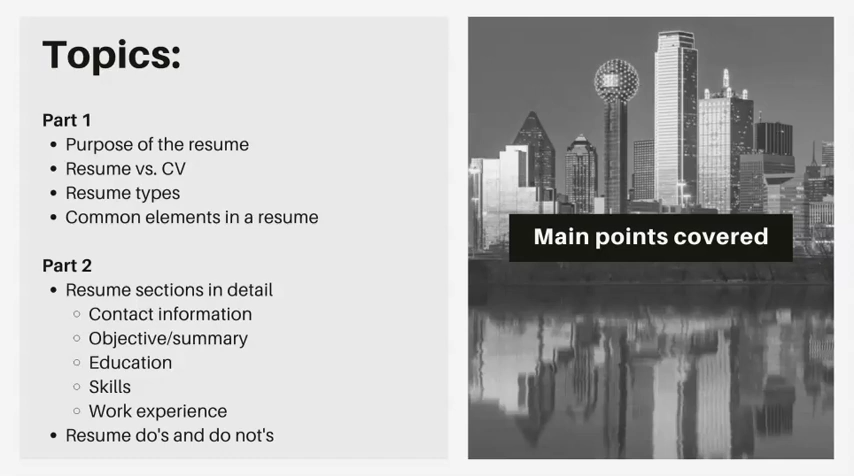 Topics:
Part 1
• Purpose of the resume
• Resume vs. CV
• Resume types
• Common elements in a resume
Part 2
• Resume sections in detail
○ Contact information
○ Objective/summary
○ Education
○ Skills
○ Work experience
• Resume do's and do not's
Main points covered